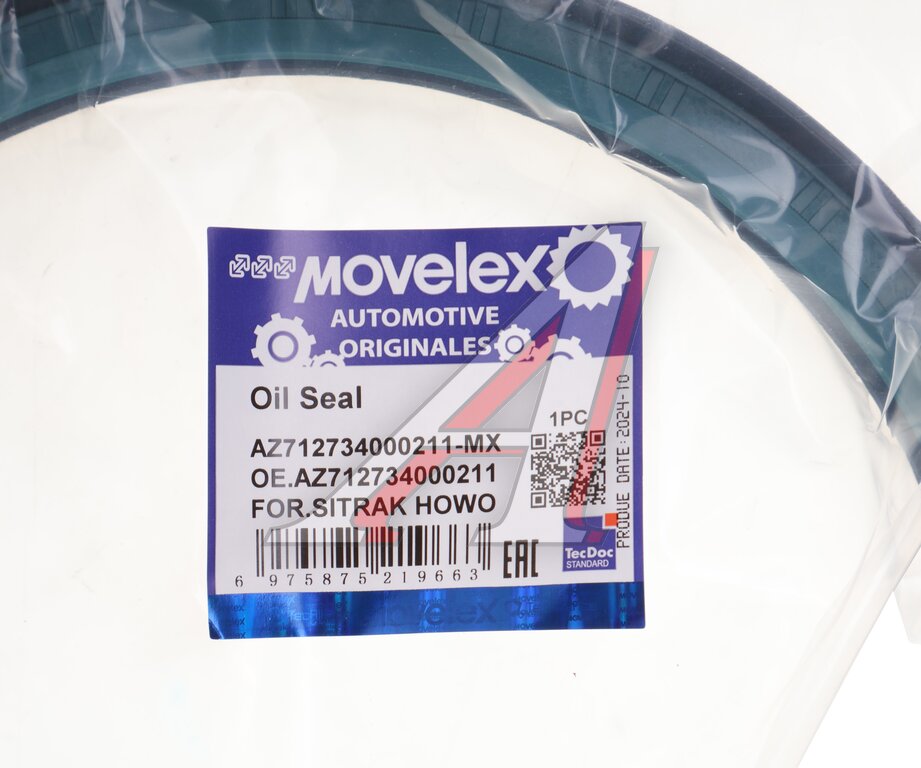 MOVelex
AUTOMOTIVE
ORIGINALES
Oil Seal
1PC
AZ712734000211-MX
OE.AZ712734000211
FOR.SITRAK HOWO
PRODUE DATE:2024-10
6 975875 219663
EAC
TecDoc
STANDARD
MOVelex